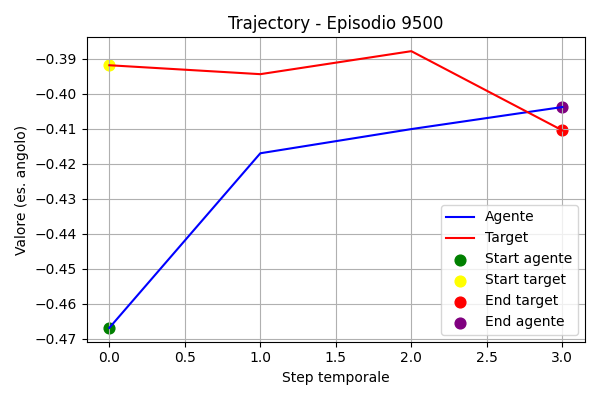 Trajectory - Episodio 9500
−0.39
−0.40
−0.41
−0.42
−0.43
−0.44
−0.45
−0.46
−0.47
Valore (es. angolo)
Agente
Target
Start agente
Start target
End target
End agente
0.0 0.5 1.0 1.5 2.0 2.5 3.0
Step temporale